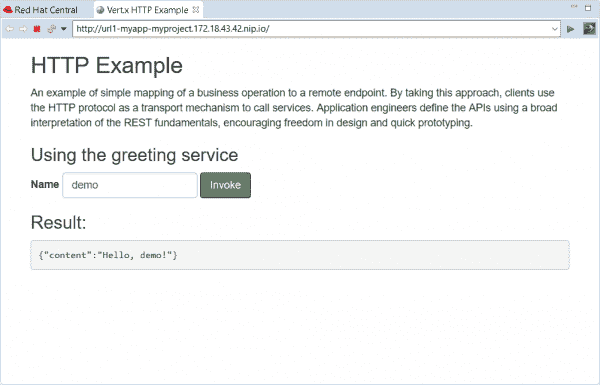 Red Hat Central
Vert.x HTTP Example
http://url1-myapp-myproject.172.18.43.42.nip.io/
HTTP Example
An example of simple mapping of a business operation to a remote endpoint. By taking this approach, clients use
the HTTP protocol as a transport mechanism to call services. Application engineers define the APIs using a broad
interpretation of the REST fundamentals, encouraging freedom in design and quick prototyping.
Using the greeting service
Name demo Invoke
Result:
{"content":"Hello, demo!"}